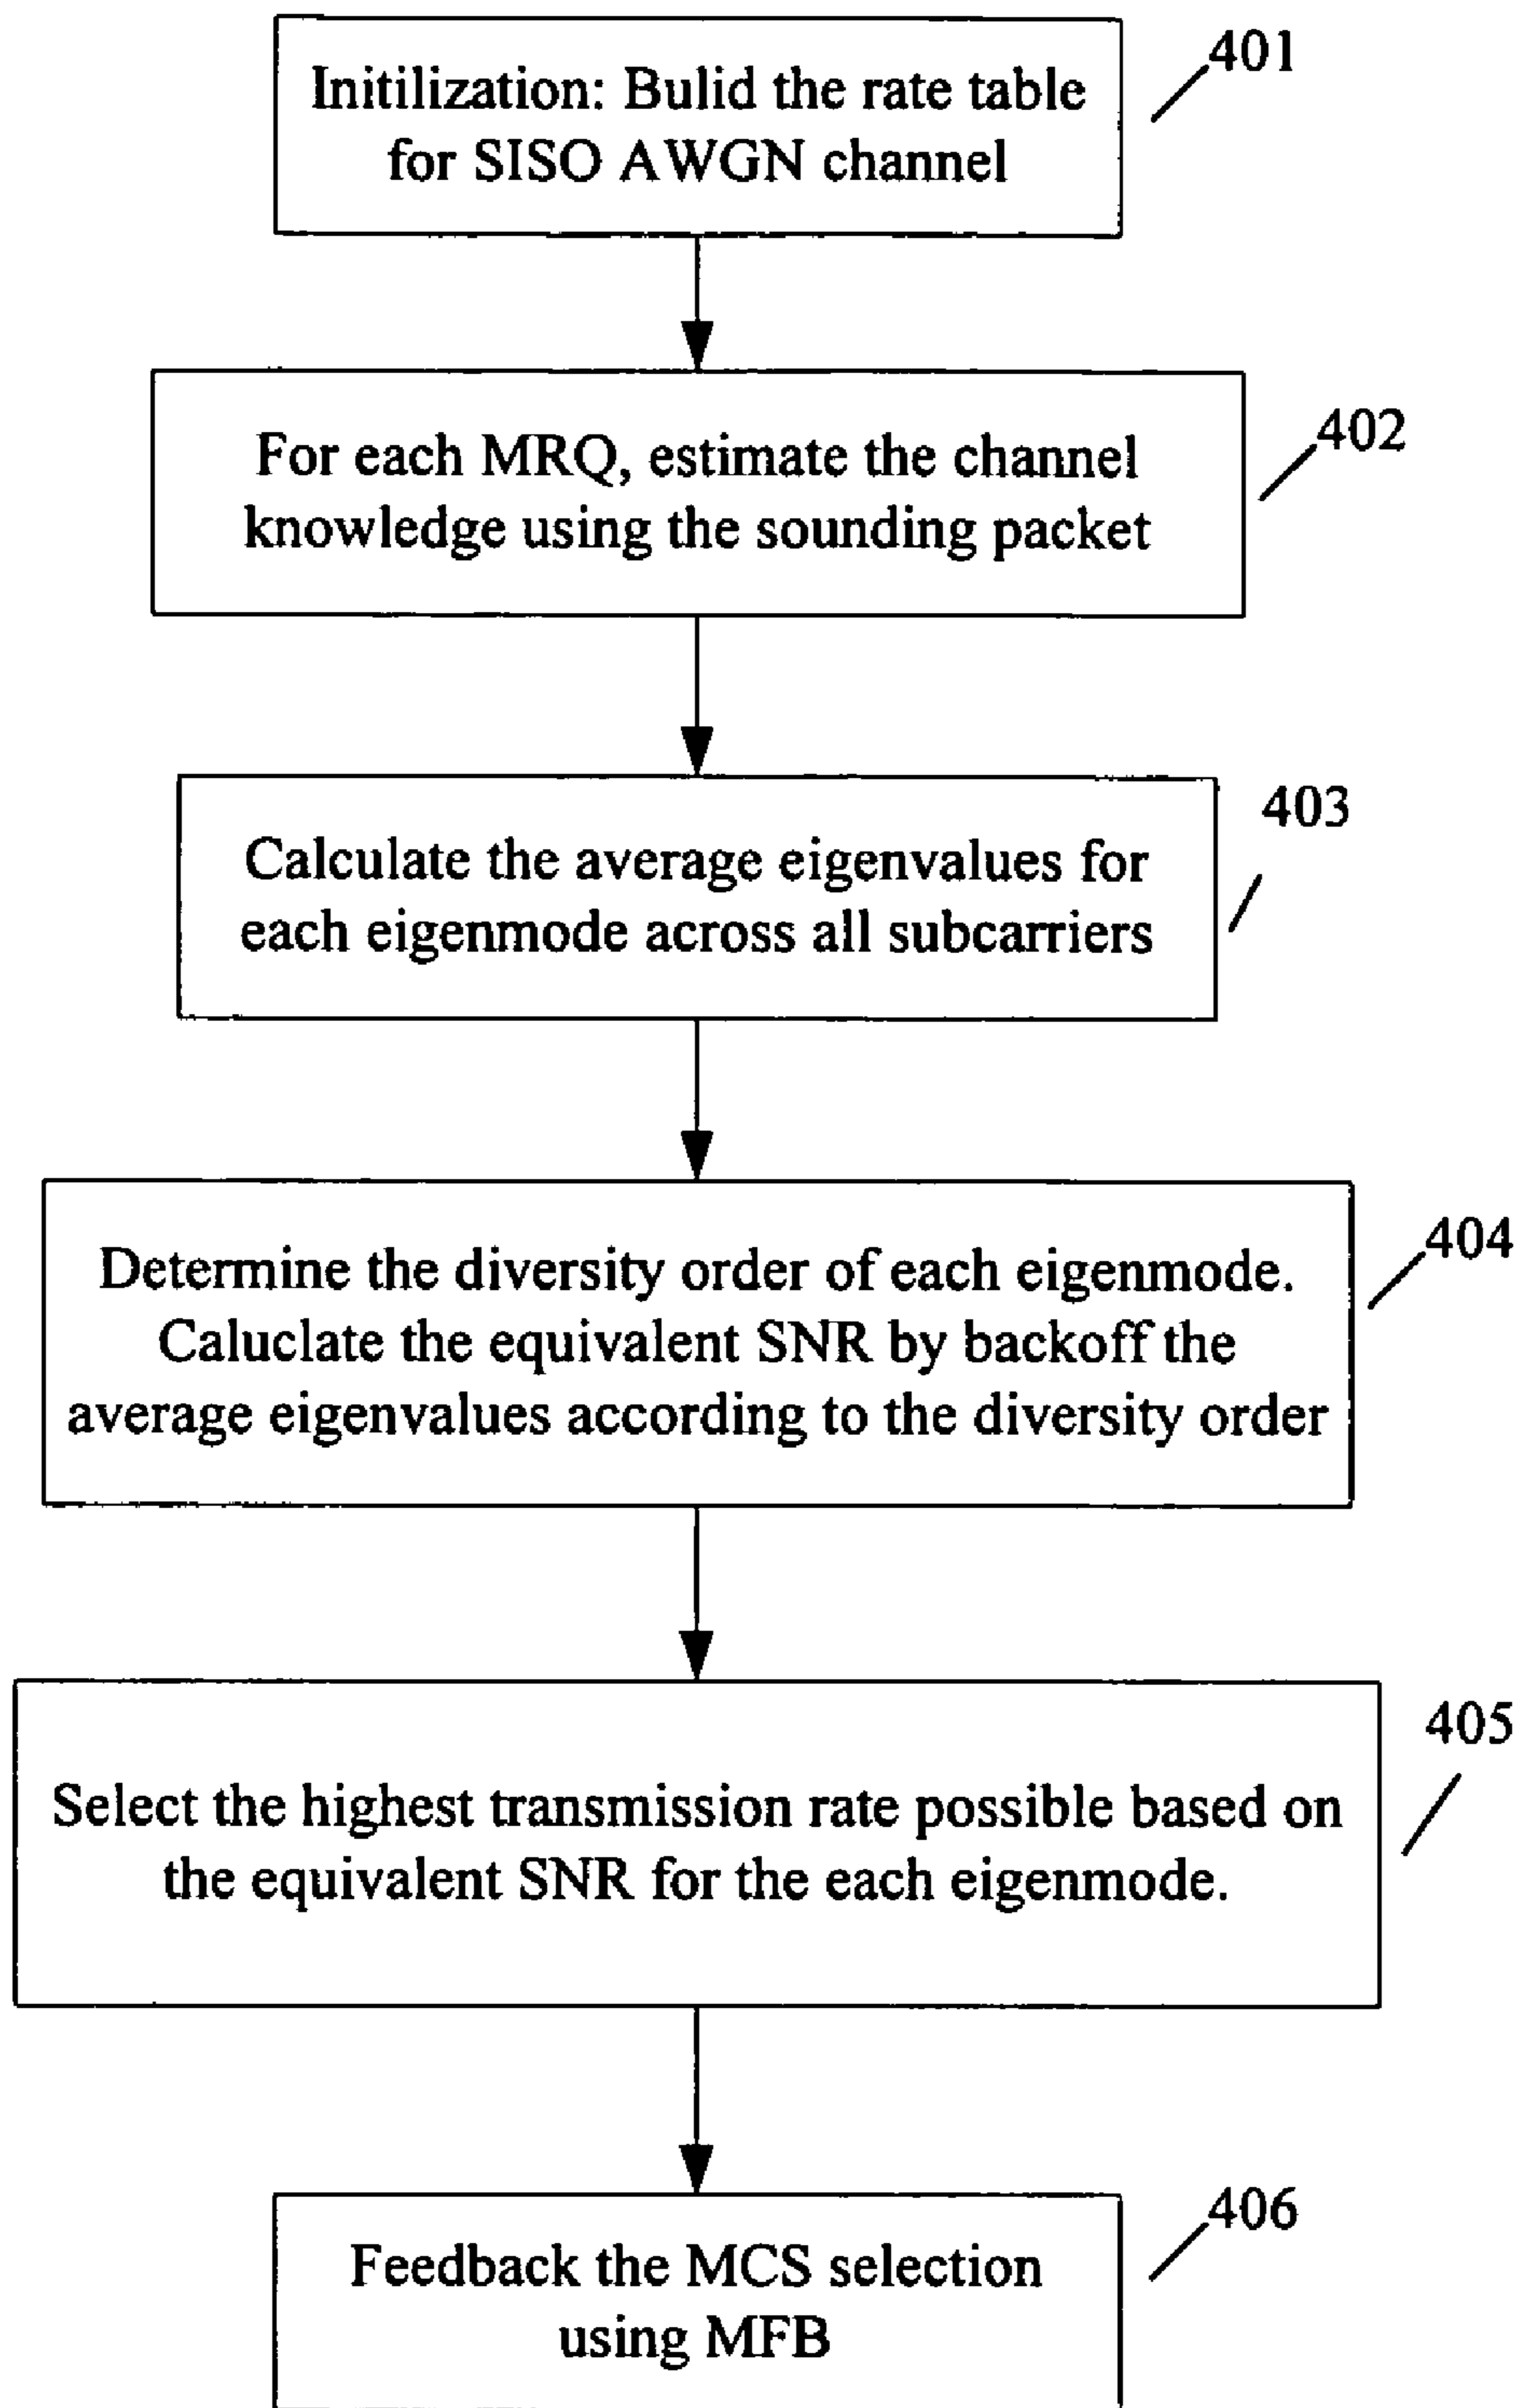 Initilization: Bulid the rate table
for SISO AWGN channel
401
For each MRQ, estimate the channel
knowledge using the sounding packet
402
Calculate the average eigenvalues for
each eigenmode across all subcarriers
403
Determine the diversity order of each eigenmode.
Caluclate the equivalent SNR by backoff the
average eigenvalues according to the diversity order
404
Select the highest transmission rate possible based on
the equivalent SNR for the each eigenmode.
405
Feedback the MCS selection
using MFB
406